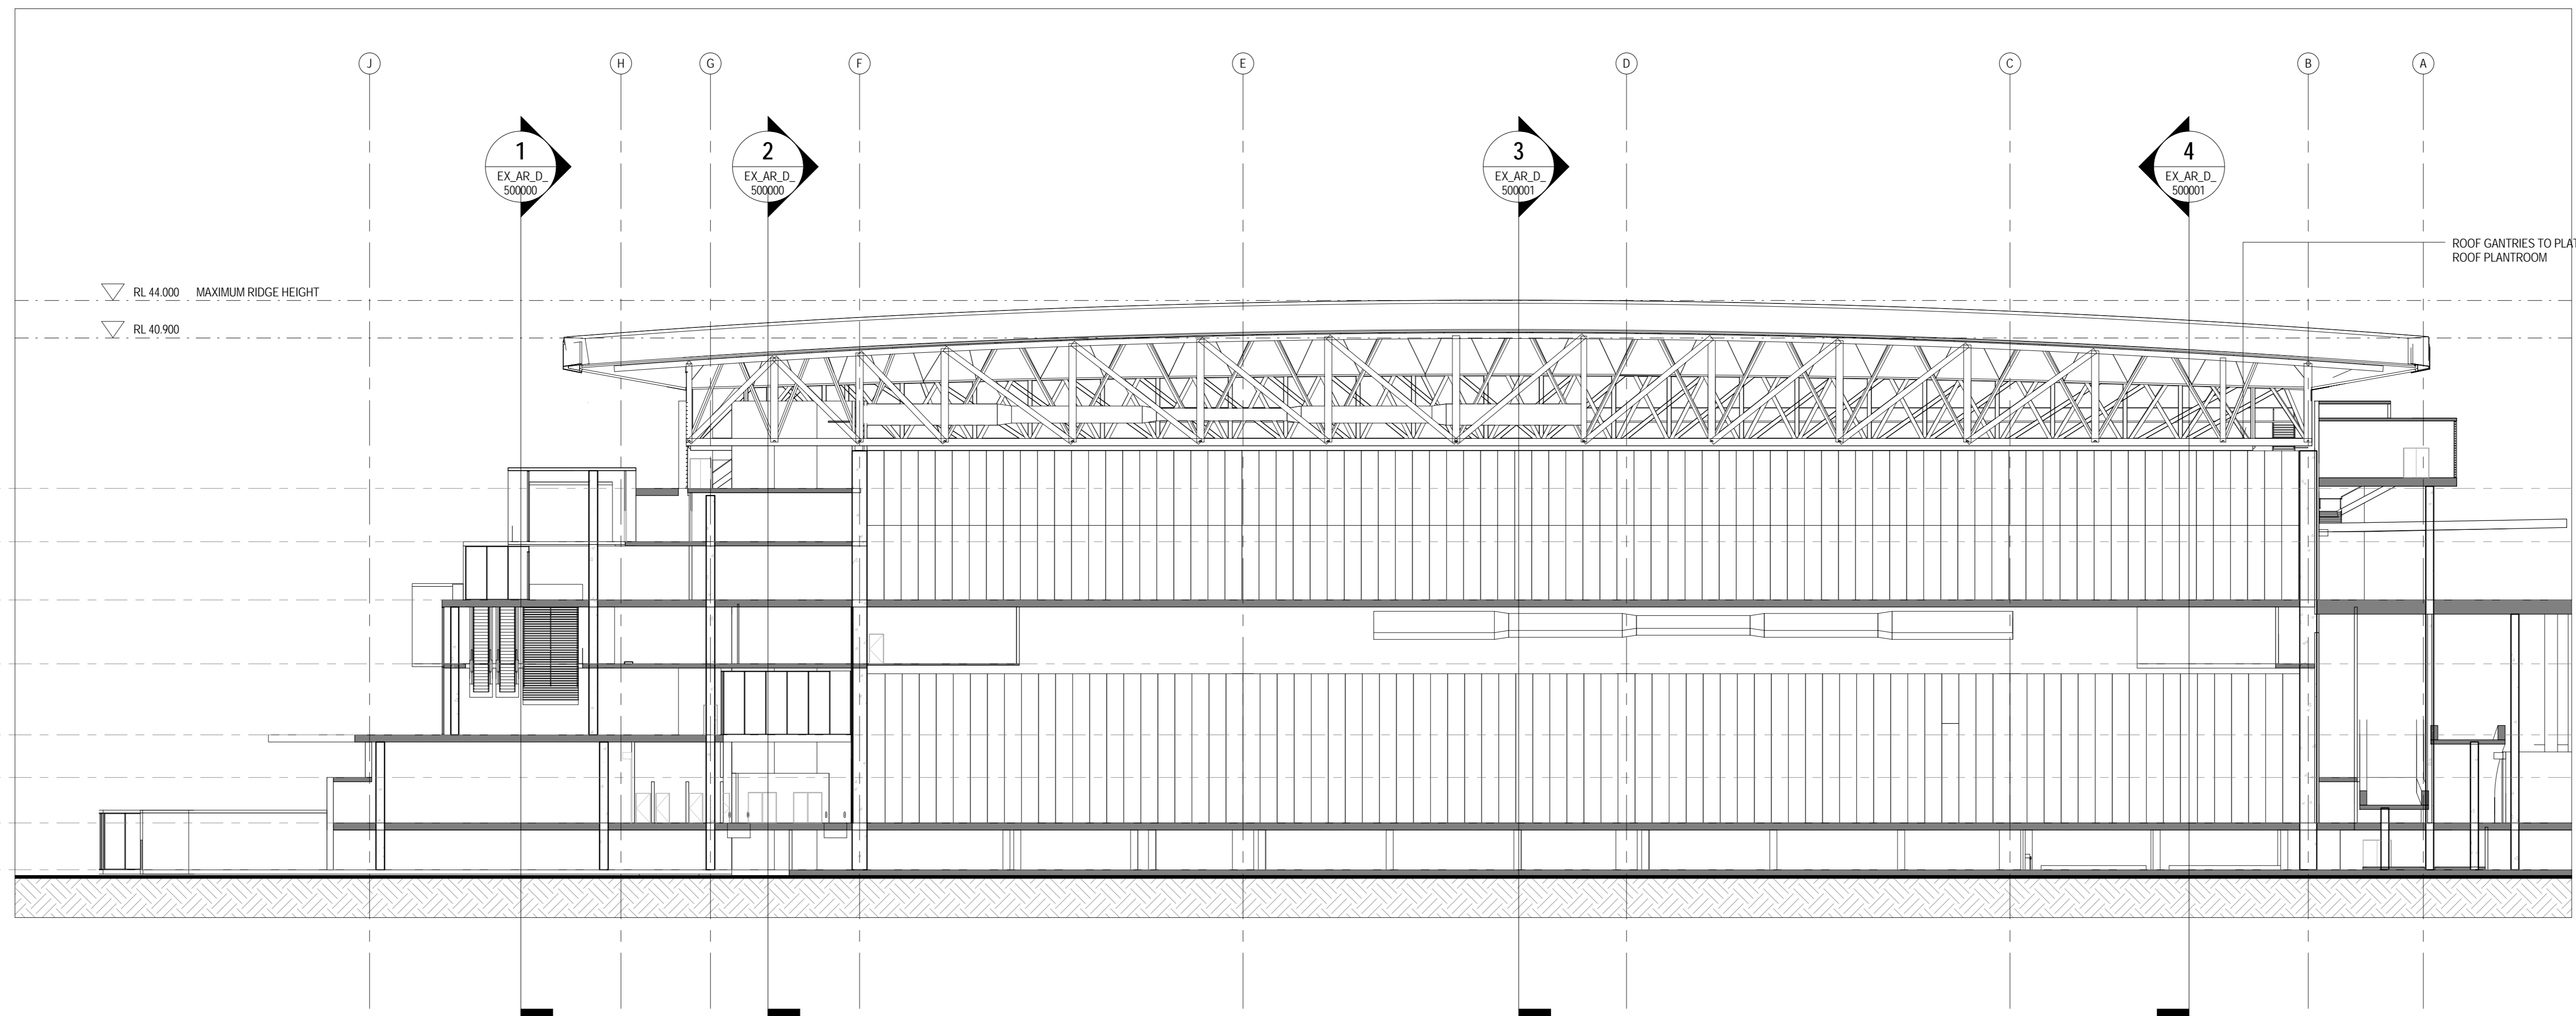 J H G F E D C B A
1
EX_AR_D_
500000
2
EX_AR_D_
500000
3
EX_AR_D_
500001
4
EX_AR_D_
500001
ROOF GANTRIES TO PLAT
ROOF PLANTROOM
RL 44.000 MAXIMUM RIDGE HEIGHT
RL 40.900